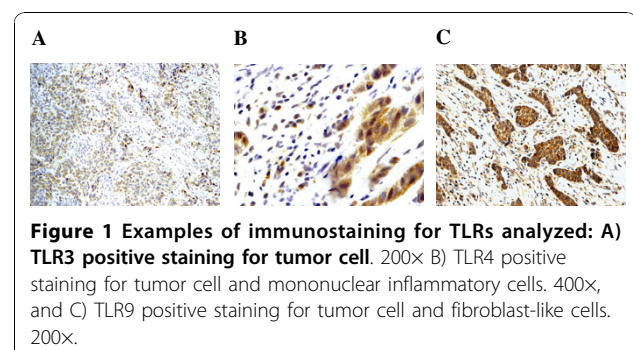 A B C
Figure 1 Examples of immunostaining for TLRs analyzed: A)
TLR3 positive staining for tumor cell. 200× B) TLR4 positive
staining for tumor cell and mononuclear inflammatory cells. 400×,
and C) TLR9 positive staining for tumor cell and fibroblast-like cells.
200×.